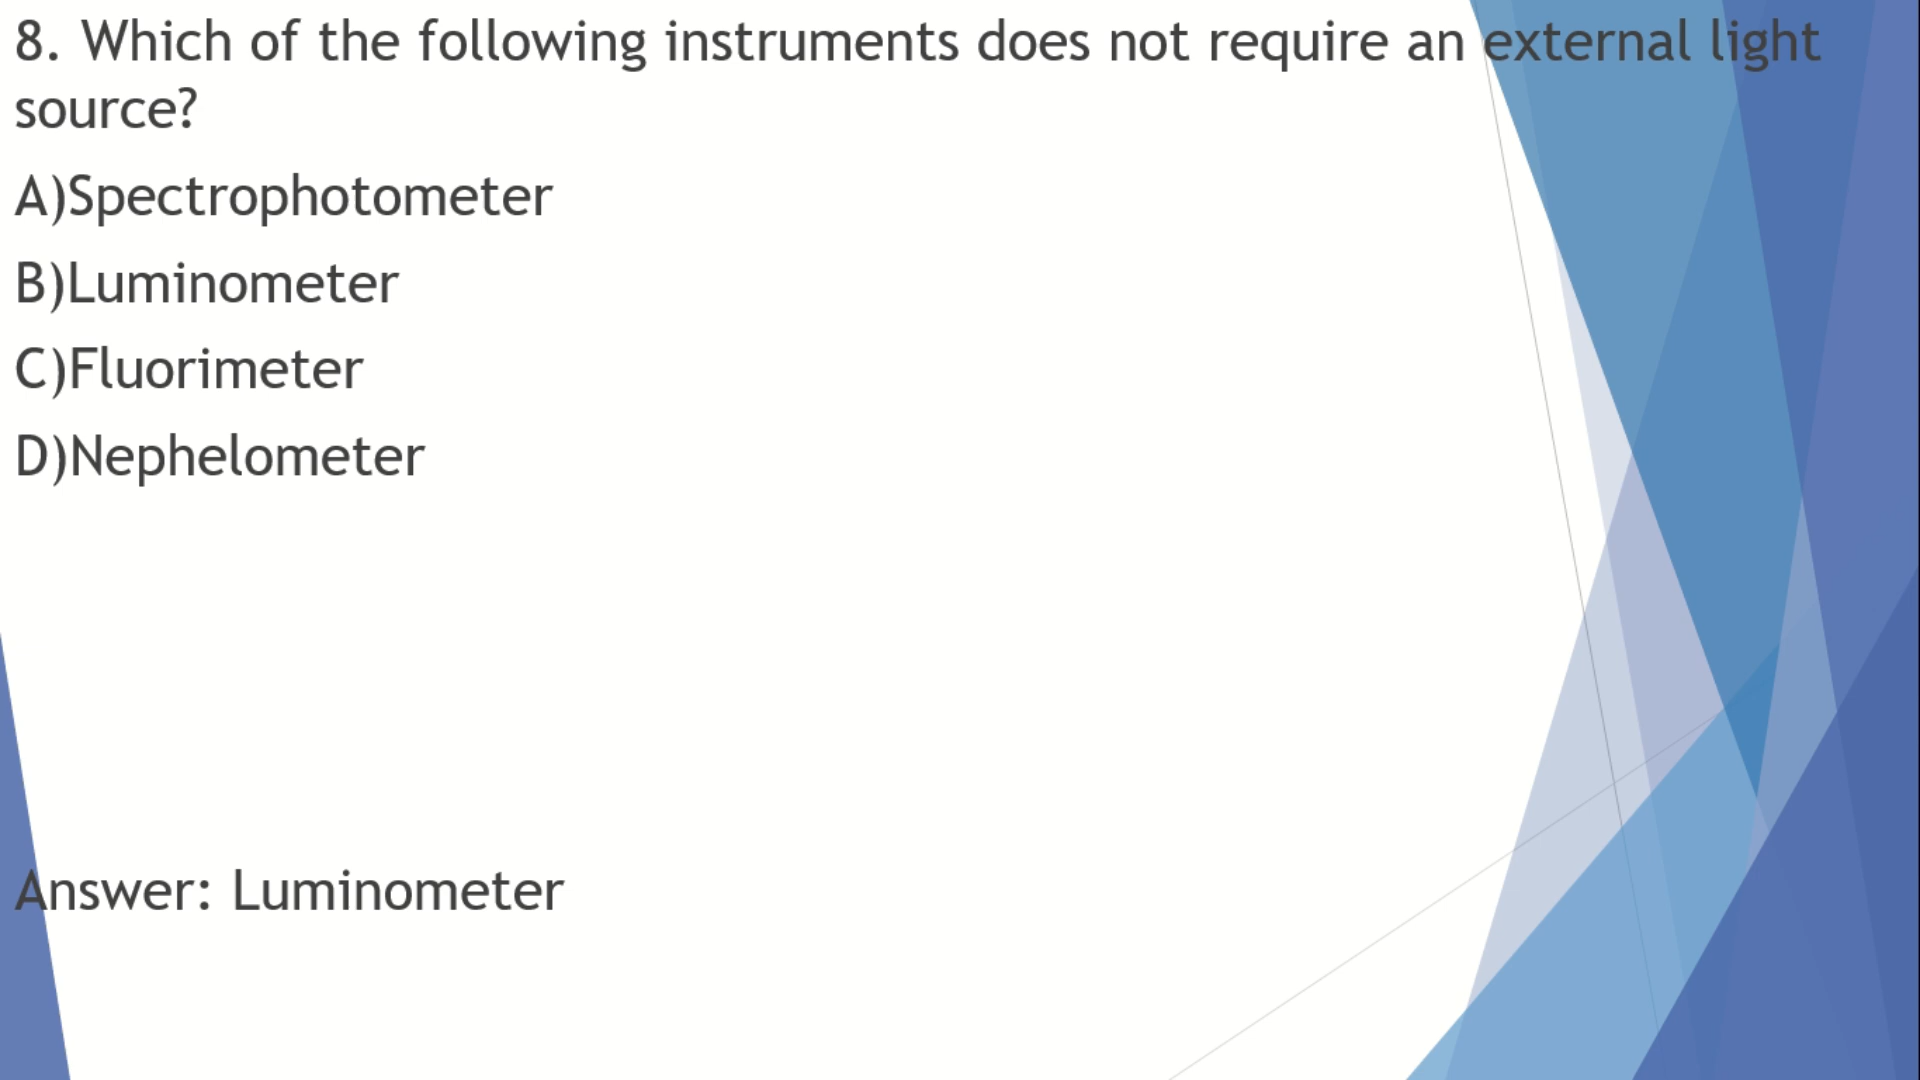 8. Which of the following instruments does not require an external light
source?
A)Spectrophotometer
B)Luminometer
C)Fluorimeter
D)Nephelometer
Answer: Luminometer